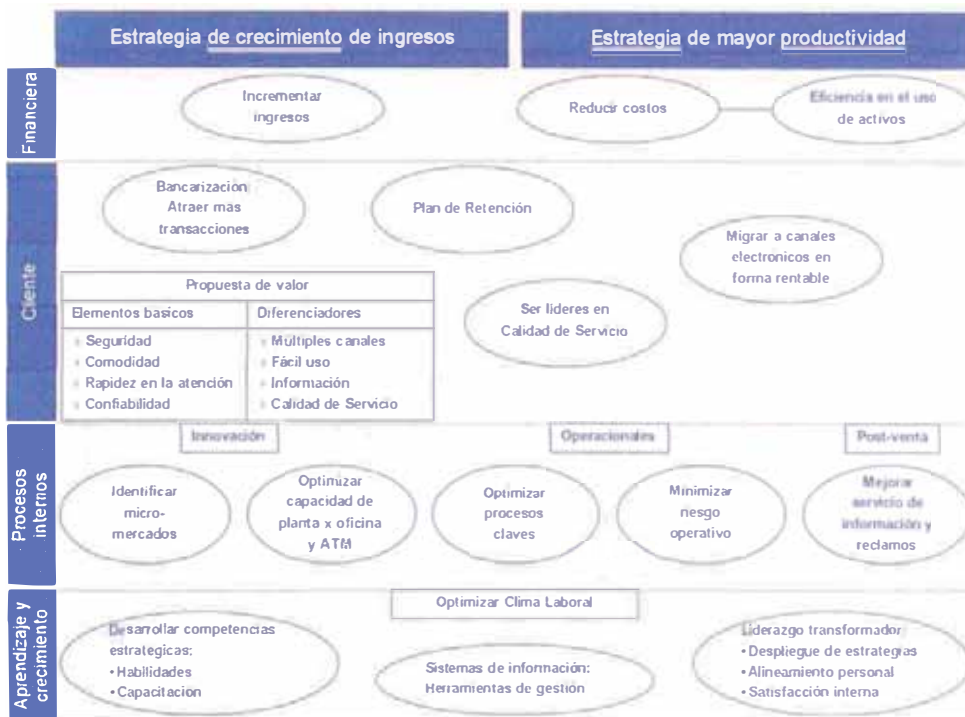 Estrategia de crecimiento de ingresos
Estrategia de mayor productividad
Financiera
Incrementar
ingresos
Reducir costos
Eficiencia en el uso
de activos
Cliente
Bancarización:
Atraer mas
transacciones
Plan de Retención
Migrar a canales
electronicos en
forma rentable
Ser lideres en
Calidad de Servicio
Propuesta de valor
Elementos basicos
Diferenciadores
Seguridad
Comodidad
Rapidez en la atención
Confiabilidad
Múltiples canales
Fácil uso
Información
Calidad de Servicio
Procesos
internos
Innovación
Operacionales
Post-venta
Identificar
micro-
mercados
Optimizar
capacidad de
planta x oficina
y ATM
Optimizar
procesos
claves
Minimizar
riesgo
operativo
Mejorar
servicio de
información y
reclamos
Aprendizaje y
crecimiento
Optimizar Clima Laboral
Desarrollar competencias
estrategicas:
• Habilidades
• Capacitacion
Sistemas de información:
Herramientas de gestión
Liderazgo transformador
• Despliegue de estrategias
• Alineamiento personal
• Satisfacción interna